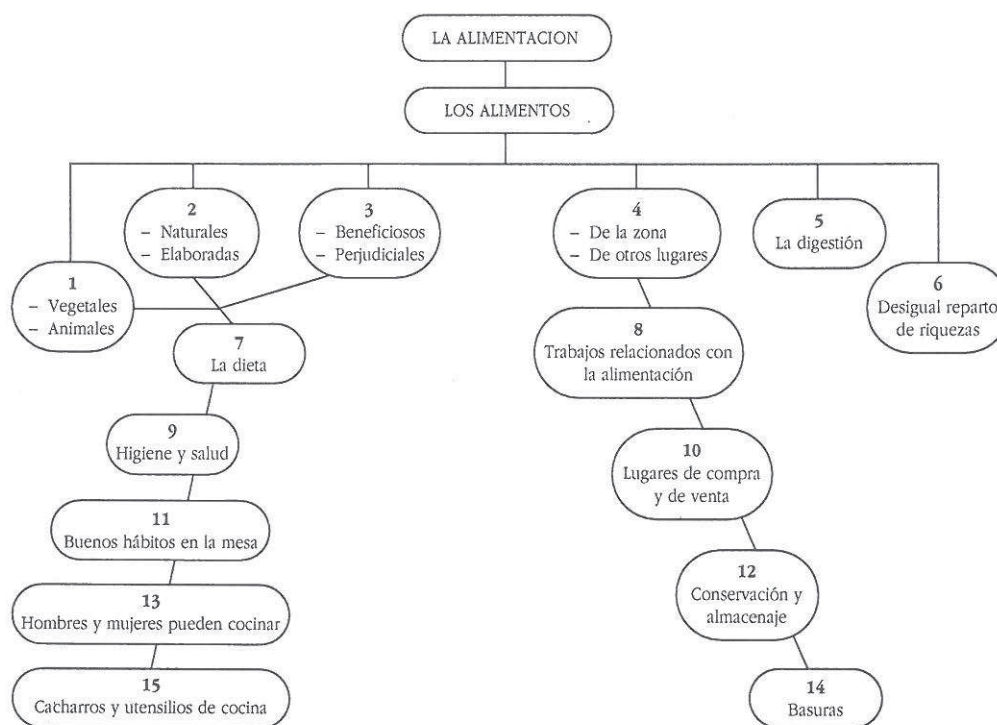 LA ALIMENTACION
LOS ALIMENTOS
1
– Vegetales
– Animales
2
– Naturales
– Elaboradas
3
– Beneficiosos
– Perjudiciales
4
– De la zona
– De otros lugares
5
La digestión
6
Desigual reparto
de riquezas
7
La dieta
8
Trabajos relacionados con
la alimentación
9
Higiene y salud
10
Lugares de compra
y de venta
11
Buenos hábitos en la mesa
12
Conservación y
almacenaje
13
Hombres y mujeres pueden cocinar
14
Basuras
15
Cacharros y utensilios de cocina